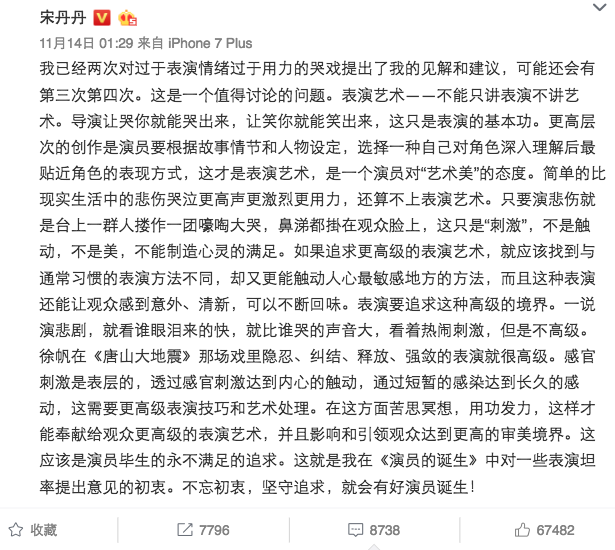 宋丹丹
11月14日 01:29 来自 iPhone 7 Plus
我已经两次对过于表演情绪过于用力的哭戏提出了我的见解和建议，可能还会有
第三次第四次。这是一个值得讨论的问题。表演艺术——不能只讲表演不讲艺
术。导演让哭你就能哭出来，让笑你就能笑出来，这只是表演的基本功。更高层
次的创作是演员要根据故事情节和人物设定，选择一种自己对角色深入理解后最
贴近角色的表现方式，这才是表演艺术，是一个演员对“艺术美”的态度。简单的比
现实生活中的悲伤哭泣更高声更激烈更用力，还算不上表演艺术。只要演悲伤就
是台上一群人搂作一团嚎啕大哭，鼻涕都掛在观众脸上，这只是“刺激”，不是触
动，不是美，不能制造心灵的满足。如果追求更高级的表演艺术，就应该找到与
通常习惯的表演方法不同，却又更能触动人心最敏感地方的方法，而且这种表演
还能让观众感到意外、清新，可以不断回味。表演要追求这种高级的境界。一说
演悲剧，就看谁眼泪来的快，就比谁哭的声音大，看着热闹刺激，但是不高级。
徐帆在《唐山大地震》那场戏里隐忍、纠结、释放、强敛的表演就很高级。感官
刺激是表层的，透过感官刺激达到内心的触动，通过短暂的感染达到长久的感
动，这需要更高级表演技巧和艺术处理。在这方面苦思冥想，用功发力，这样才
能奉献给观众更高级的表演艺术，并且影响和引领观众达到更高的审美境界。这
应该是演员毕生的永不满足的追求。这就是我在《演员的诞生》中对一些表演坦
率提出意见的初衷。不忘初衷，坚守追求，就会有好演员诞生！
收藏 7796 8738 67482